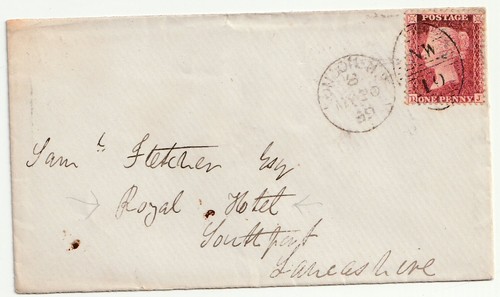 POSTAGE
ONE PENNY
Saml. Fletcher Esq
Royal Hotel
Southport
Lancashire